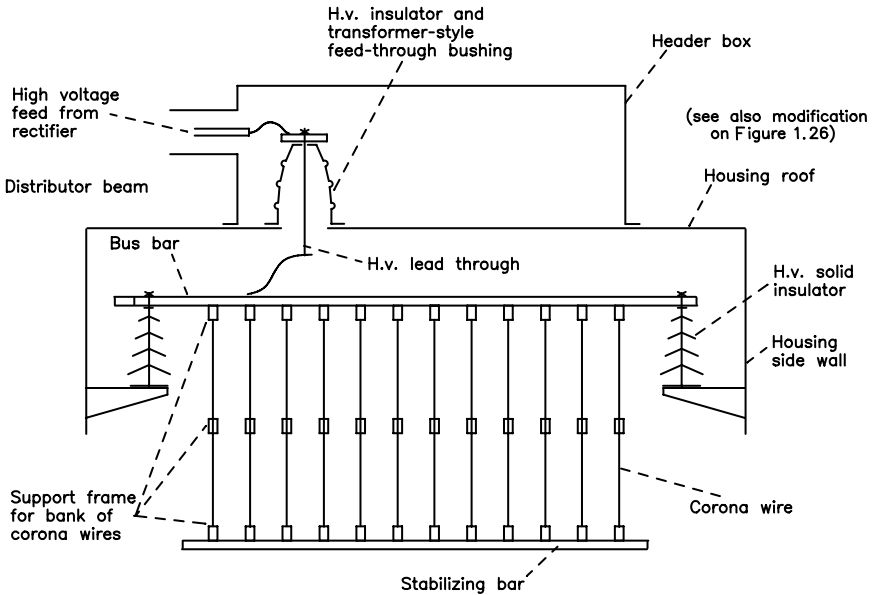 H.v. insulator and
transformer-style
feed-through bushing
Header box
High voltage
feed from
rectifier
(see also modification
on Figure 1.26)
Distributor beam
Housing roof
Bus bar
H.v. lead through
H.v. solid
insulator
Housing
side wall
Support frame
for bank of
corona wires
Corona wire
Stabilizing bar